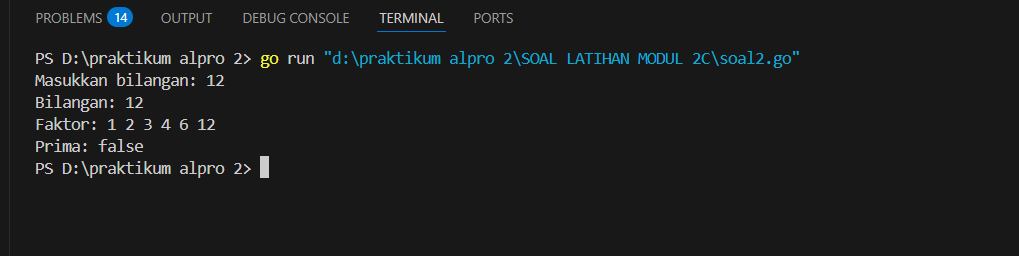 PROBLEMS 14 OUTPUT DEBUG CONSOLE TERMINAL PORTS
PS D:\praktikum alpro 2> go run "d:\praktikum alpro 2\SOAL LATIHAN MODUL 2C\soal2.go"
Masukkan bilangan: 12
Bilangan: 12
Faktor: 1 2 3 4 6 12
Prima: false
PS D:\praktikum alpro 2>